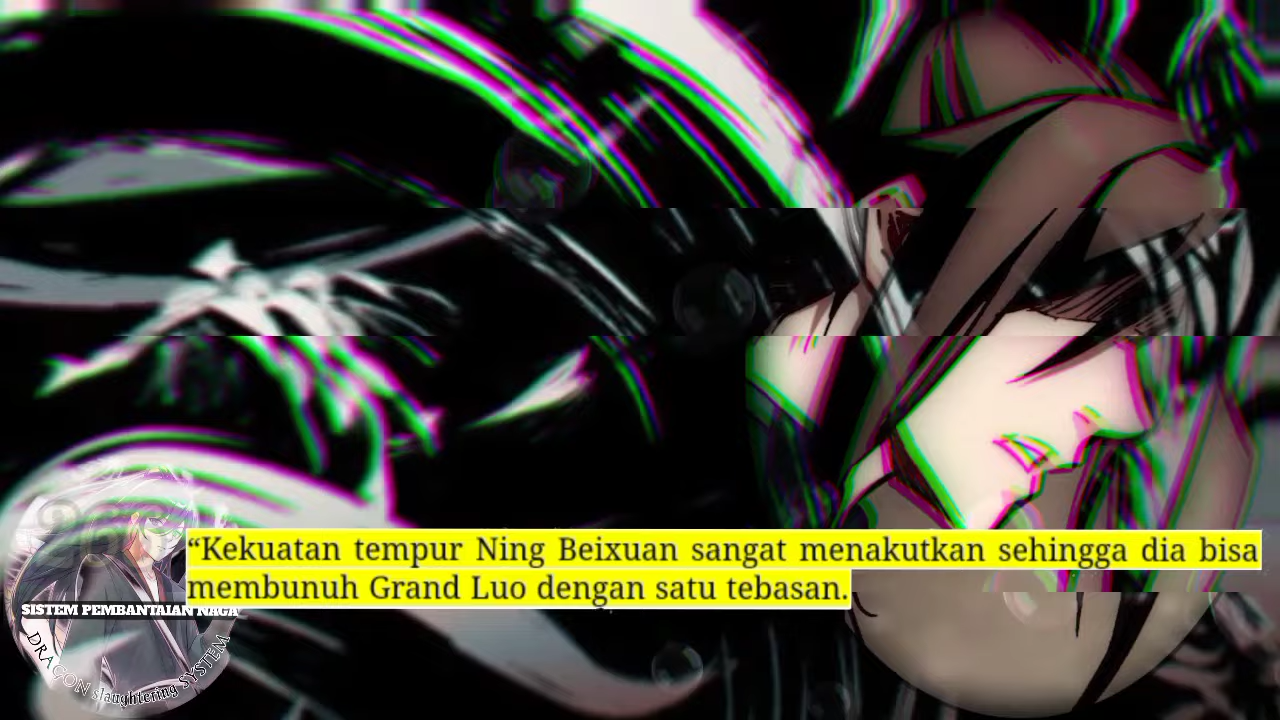 “Kekuatan tempur Ning Beixuan sangat menakutkan sehingga dia bisa
membunuh Grand Luo dengan satu tebasan.
SISTEM PEMBANTAIAN NAGA
DRAGON slaughtering SYSTEM